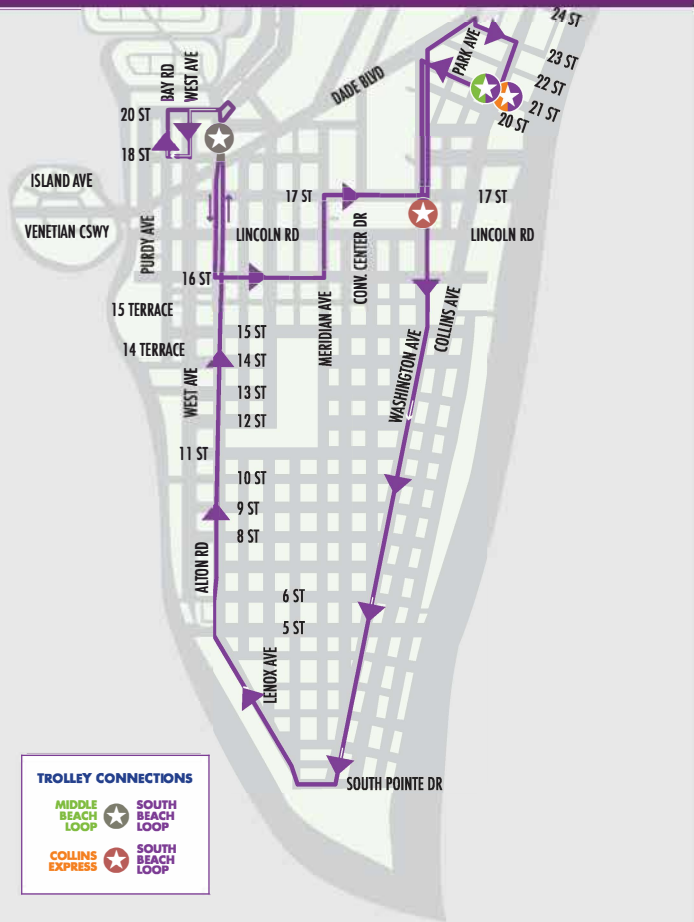 24 ST
PARK AVE
23 ST
22 ST
21 ST
20 ST
DADE BLVD
BAY RD
WEST AVE
20 ST
18 ST
ISLAND AVE
VENETIAN CSWY
PURDY AVE
17 ST
17 ST
LINCOLN RD
CONV. CENTER DR
LINCOLN RD
16 ST
15 TERRACE
MERIDIAN AVE
COLLINS AVE
15 ST
14 TERRACE
14 ST
WASHINGTON AVE
WEST AVE
13 ST
12 ST
11 ST
10 ST
9 ST
8 ST
ALTON RD
6 ST
5 ST
LENOX AVE
SOUTH POINTE DR
TROLLEY CONNECTIONS
MIDDLE
BEACH
LOOP
SOUTH
BEACH
LOOP
COLLINS
EXPRESS
SOUTH
BEACH
LOOP